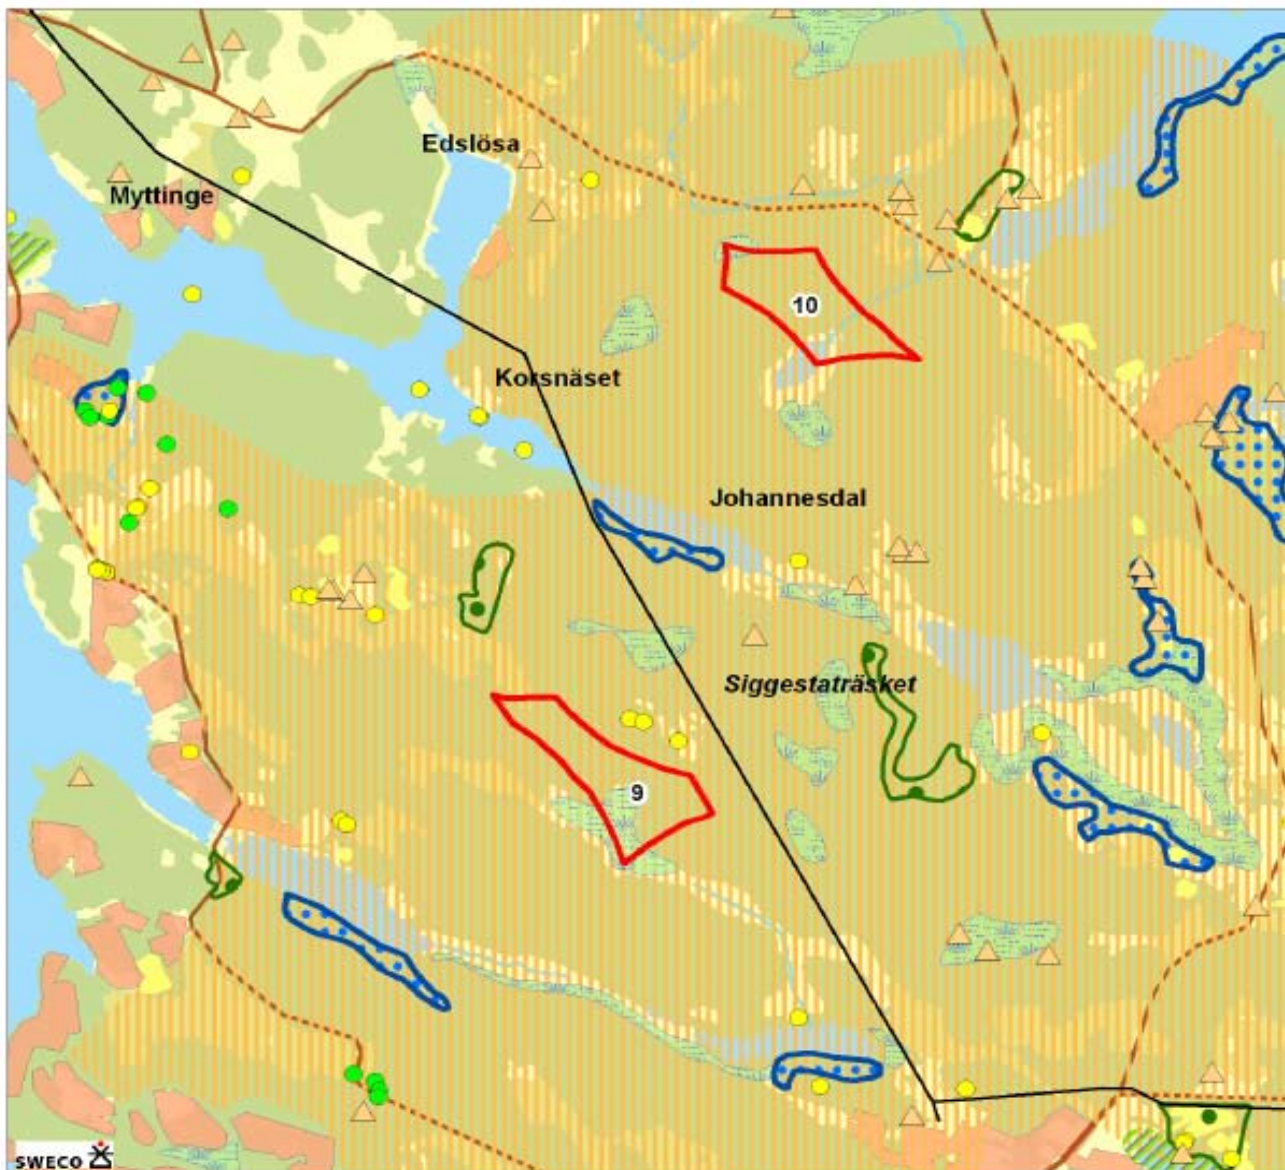 Edslösa
Myttinge
10
Korsnäset
Johannesdal
Siggestaträsket
9
SWECO